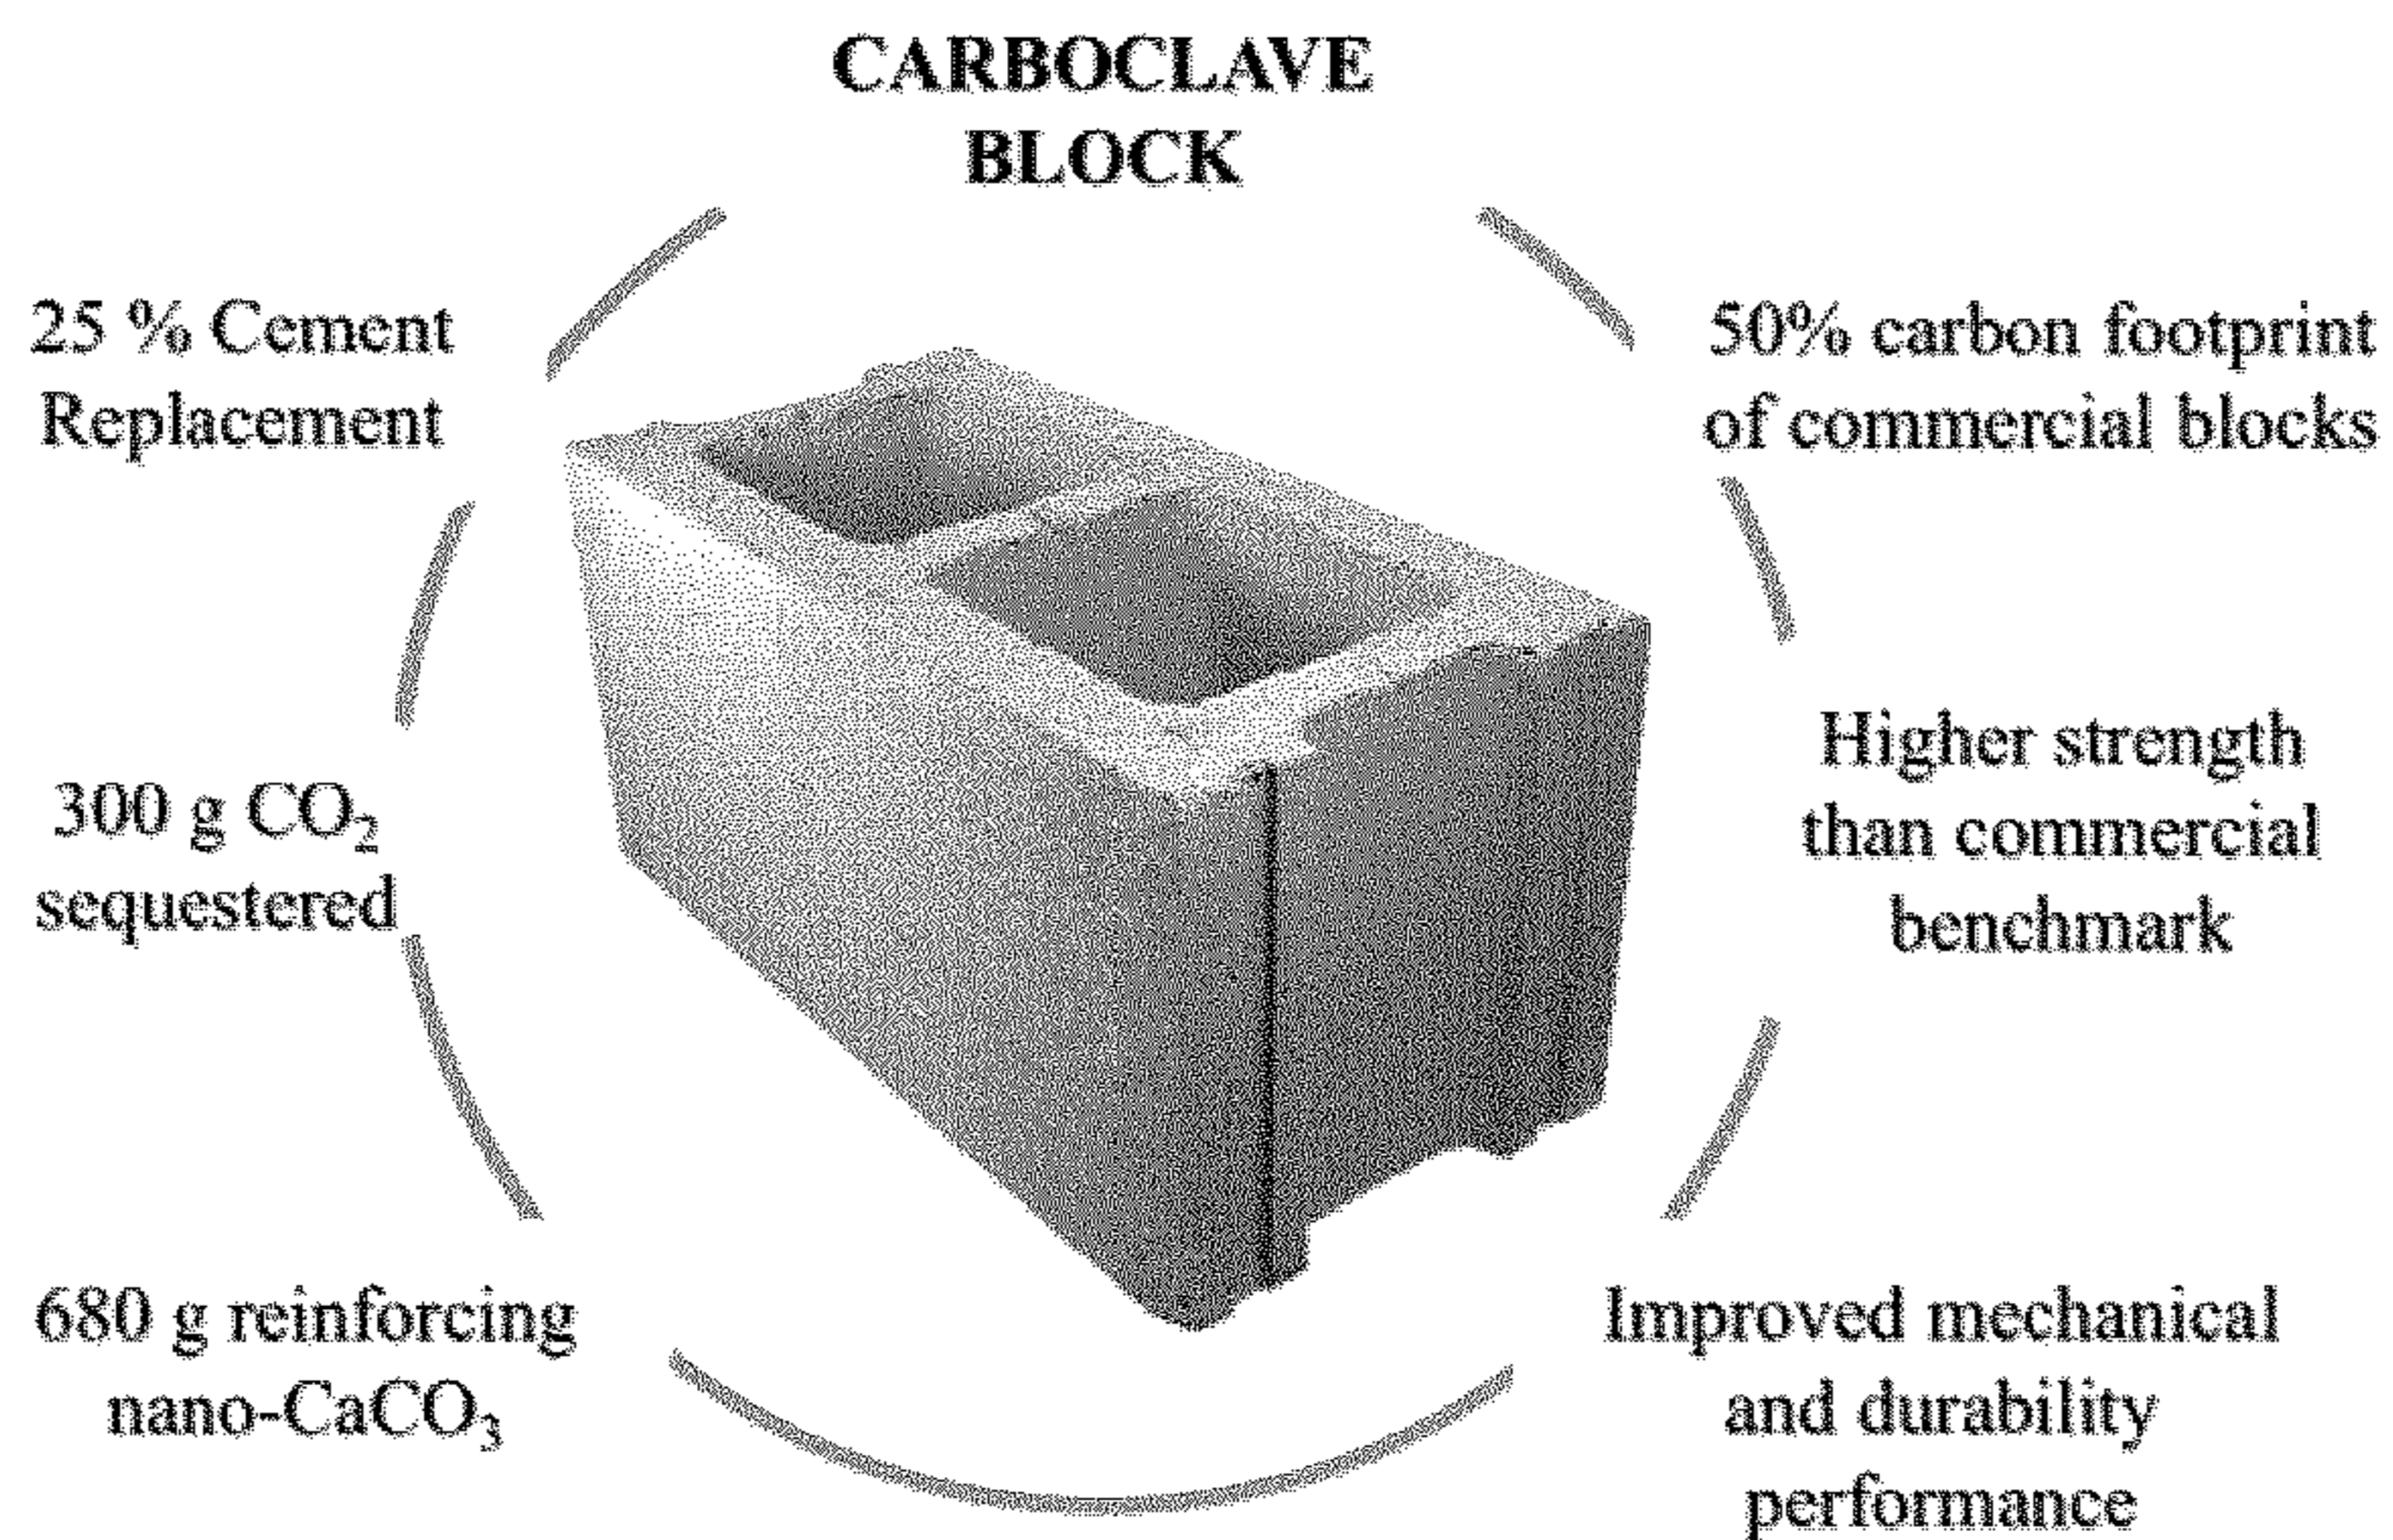 CARBOCLAVE
BLOCK
25 % Cement
Replacement
50% carbon footprint
of commercial blocks
300 g CO₂
sequestered
Higher strength
than commercial
benchmark
680 g reinforcing
nano-CaCO₃
Improved mechanical
and durability
performance